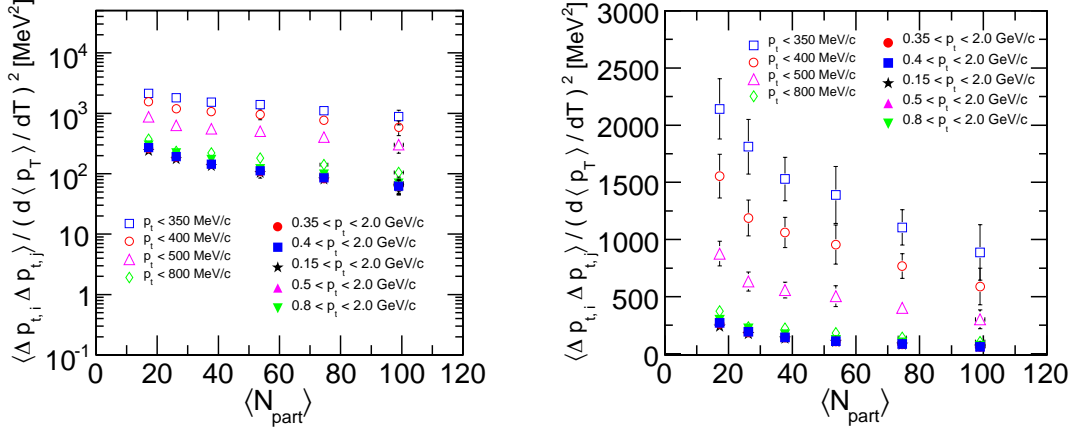 ⟨Δ p_{t,i} Δ p_{t,j}⟩ / ( d⟨ p_T ⟩ / dT )² [MeV²]
10⁴
10³
10²
10
1
10⁻¹
p_t < 350 MeV/c
p_t < 400 MeV/c
p_t < 500 MeV/c
p_t < 800 MeV/c
0.35 < p_t < 2.0 GeV/c
0.4 < p_t < 2.0 GeV/c
0.15 < p_t < 2.0 GeV/c
0.5 < p_t < 2.0 GeV/c
0.8 < p_t < 2.0 GeV/c
0 20 40 60 80 100 120
⟨N_part⟩
⟨Δ p_{t,i} Δ p_{t,j}⟩ / ( d⟨ p_T ⟩ / dT )² [MeV²]
3000
2500
2000
1500
1000
500
0
p_t < 350 MeV/c
p_t < 400 MeV/c
p_t < 500 MeV/c
p_t < 800 MeV/c
0.35 < p_t < 2.0 GeV/c
0.4 < p_t < 2.0 GeV/c
0.15 < p_t < 2.0 GeV/c
0.5 < p_t < 2.0 GeV/c
0.8 < p_t < 2.0 GeV/c
0 20 40 60 80 100 120
⟨N_part⟩